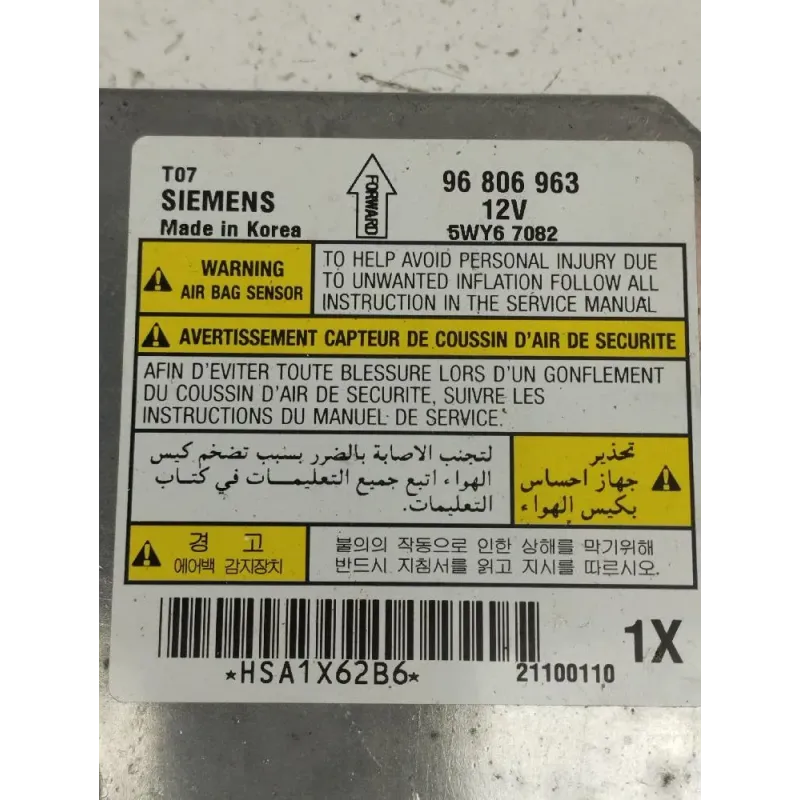 T07
SIEMENS
Made in Korea
FORWARD
96 806 963
12V
5WY6 7082
WARNING
AIR BAG SENSOR
TO HELP AVOID PERSONAL INJURY DUE
TO UNWANTED INFLATION FOLLOW ALL
INSTRUCTION IN THE SERVICE MANUAL
AVERTISSEMENT CAPTEUR DE COUSSIN D'AIR DE SECURITE
AFIN D'EVITER TOUTE BLESSURE LORS D'UN GONFLEMENT
DU COUSSIN D'AIR DE SECURITE, SUIVRE LES
INSTRUCTIONS DU MANUEL DE SERVICE.
تحذير
جهاز احساس
بكيس الهواء
لتجنب الاصابة بالضرر بسبب تضخم كيس
الهواء اتبع جميع التعليمـــات في كتاب
التعليمات.
경 고
에어백 감지장치
불의의 작동으로 인한 상해를 막기위해
반드시 지침서를 읽고 지시를 따르시오.
*HSA1X62B6*
21100110
1X